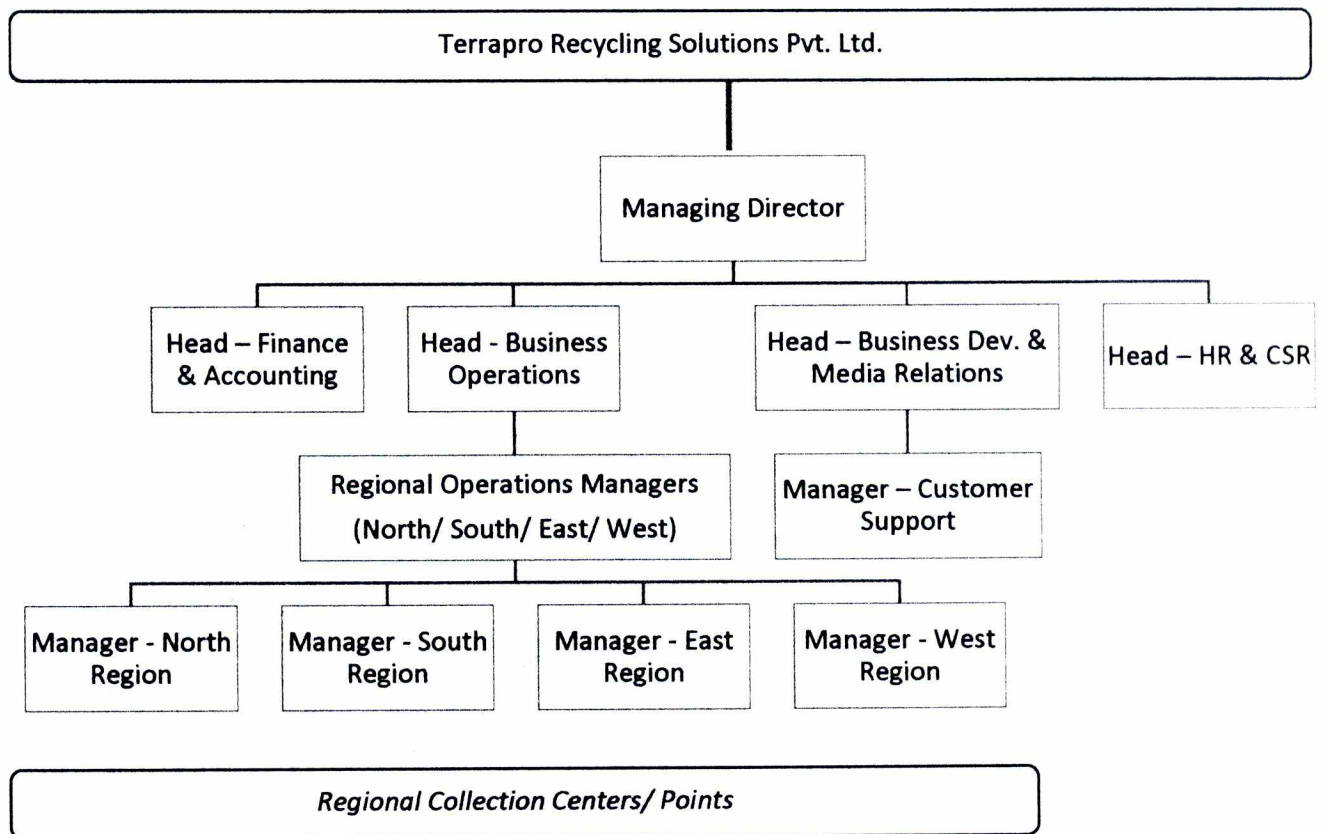 Terrapro Recycling Solutions Pvt. Ltd.
Managing Director
Head – Finance
& Accounting
Head - Business
Operations
Head – Business Dev. &
Media Relations
Head – HR & CSR
Regional Operations Managers
(North/ South/ East/ West)
Manager – Customer
Support
Manager - North
Region
Manager - South
Region
Manager - East
Region
Manager - West
Region
Regional Collection Centers/ Points